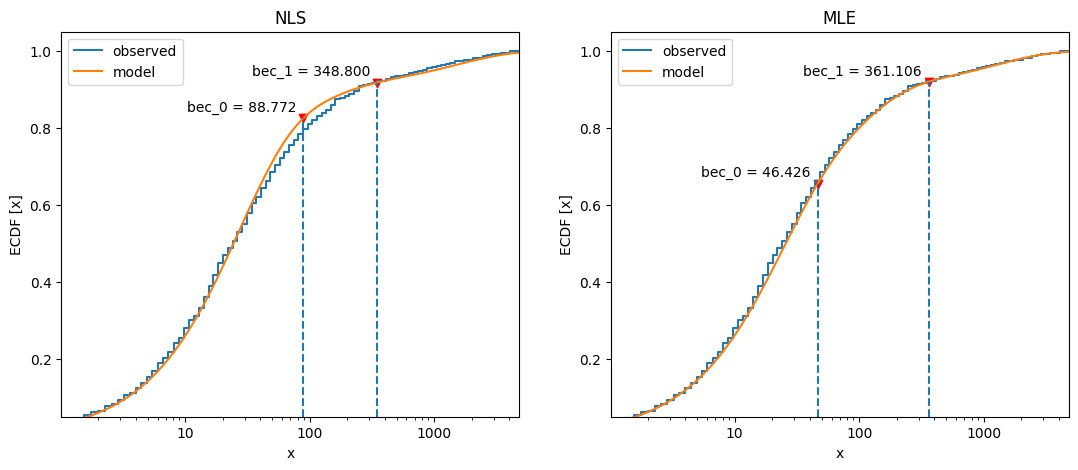 NLS
observed
model
bec_1 = 348.800
bec_0 = 88.772
1.0
0.8
0.6
0.4
0.2
ECDF [x]
10
100
1000
x
MLE
observed
model
bec_1 = 361.106
bec_0 = 46.426
1.0
0.8
0.6
0.4
0.2
ECDF [x]
10
100
1000
x